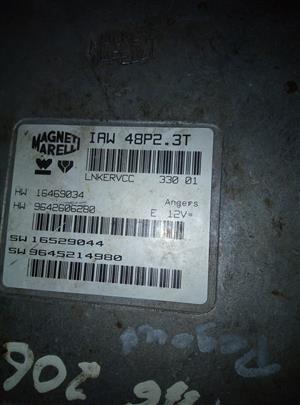 MAGNETI
MARELLI
IAW 48P2.3T
LNKERVCC 330 01
HW 16469034
Angers
HW 9642606280
E 12V=
SW 16529044
SW 9645214980
206